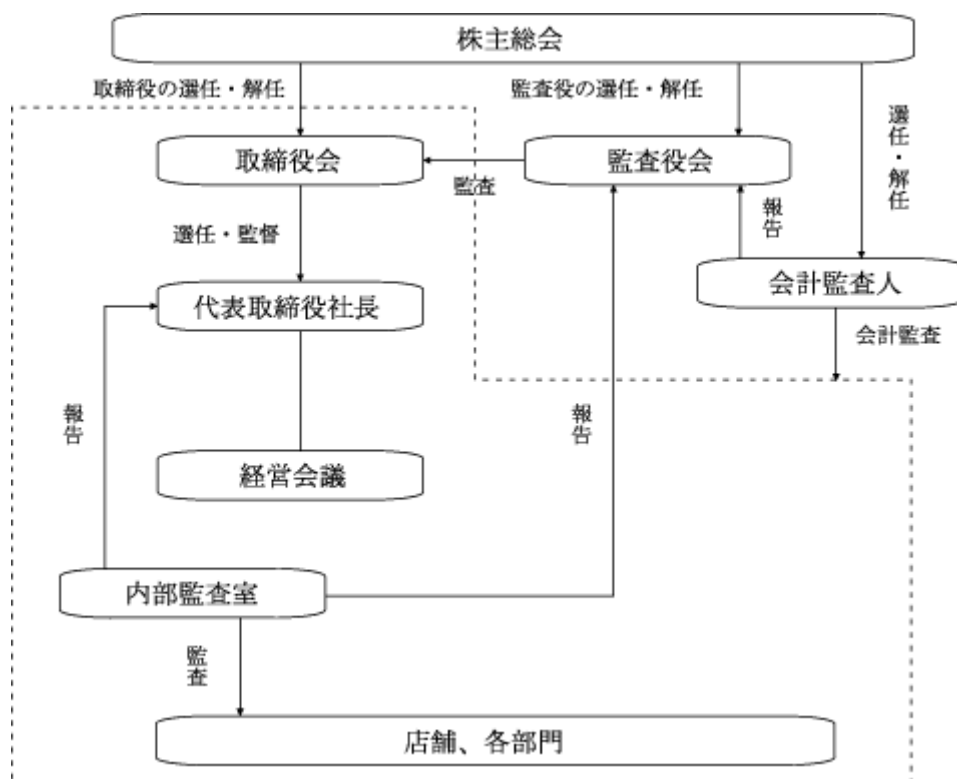 株主総会
取締役の選任・解任
監査役の選任・解任
選任・解任
取締役会
監査役会
監査
報告
選任・監督
会計監査人
代表取締役社長
会計監査
報告
報告
経営会議
内部監査室
監査
店舗、各部門